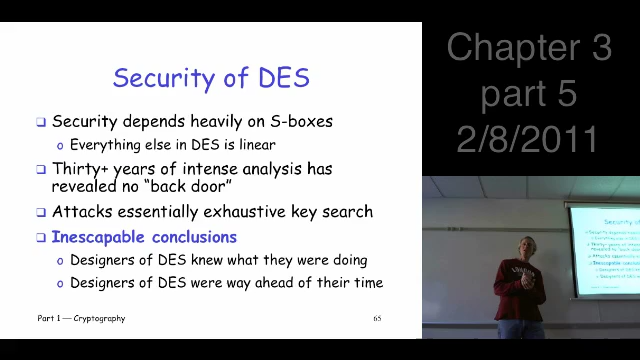 Security of DES
Security depends heavily on S-boxes
Everything else in DES is linear
Thirty+ years of intense analysis has
revealed no “back door”
Attacks essentially exhaustive key search
Inescapable conclusions
Designers of DES knew what they were doing
Designers of DES were way ahead of their time
Part 1 — Cryptography
65
Chapter 3
part 5
2/8/2011